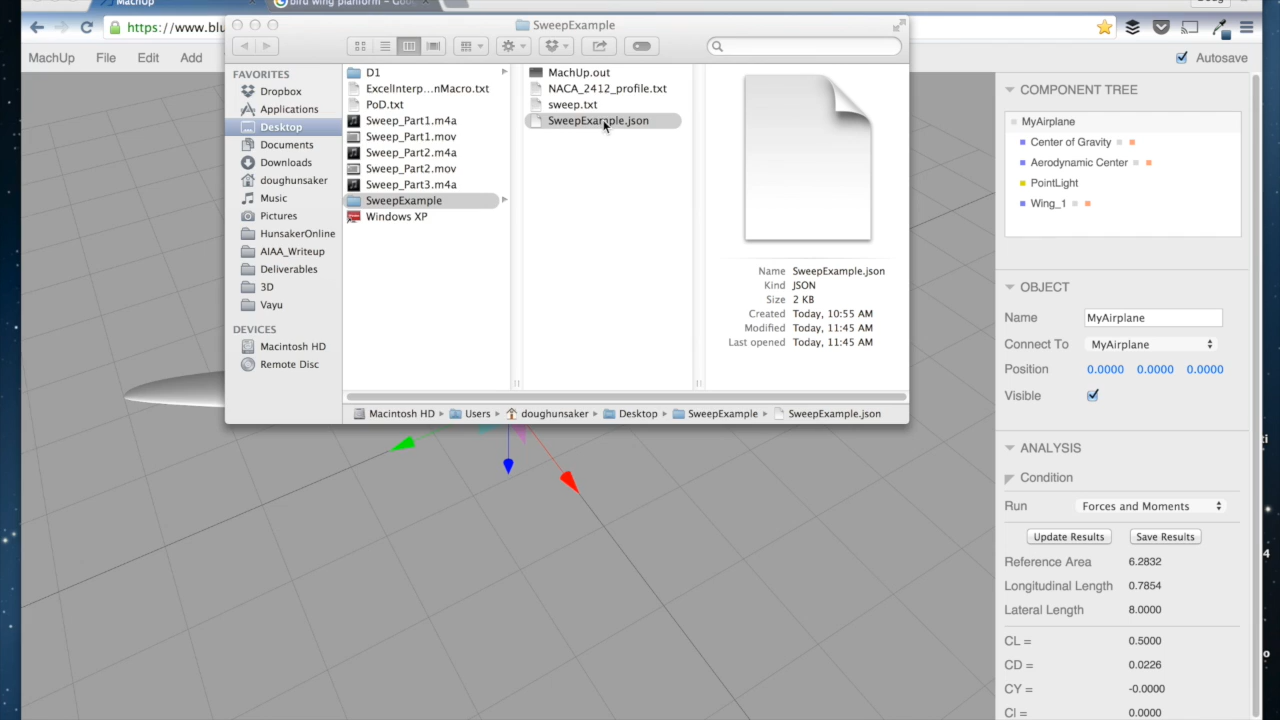 MachUp
bird wing planform - Goo
https://www.blu
SweepExample
MachUp File Edit Add
Autosave
FAVORITES
Dropbox
Applications
Desktop
Documents
Downloads
doughunsaker
Music
Pictures
HunsakerOnline
AIAA_Writeup
Deliverables
3D
Vayu
DEVICES
Macintosh HD
Remote Disc
D1
ExcelInterp...nMacro.txt
PoD.txt
Sweep_Part1.m4a
Sweep_Part1.mov
Sweep_Part2.m4a
Sweep_Part2.mov
Sweep_Part3.m4a
SweepExample
Windows XP
MachUp.out
NACA_2412_profile.txt
sweep.txt
SweepExample.json
Name SweepExample.json
Kind JSON
Size 2 KB
Created Today, 10:55 AM
Modified Today, 11:45 AM
Last opened Today, 11:45 AM
Macintosh HD Users doughunsaker Desktop SweepExample SweepExample.json
COMPONENT TREE
MyAirplane
Center of Gravity
Aerodynamic Center
PointLight
Wing_1
OBJECT
Name MyAirplane
Connect To MyAirplane
Position 0.0000 0.0000 0.0000
Visible
ANALYSIS
Condition
Run Forces and Moments
Update Results Save Results
Reference Area 6.2832
Longitudinal Length 0.7854
Lateral Length 8.0000
CL = 0.5000
CD = 0.0226
CY = -0.0000
Cl = 0.0000